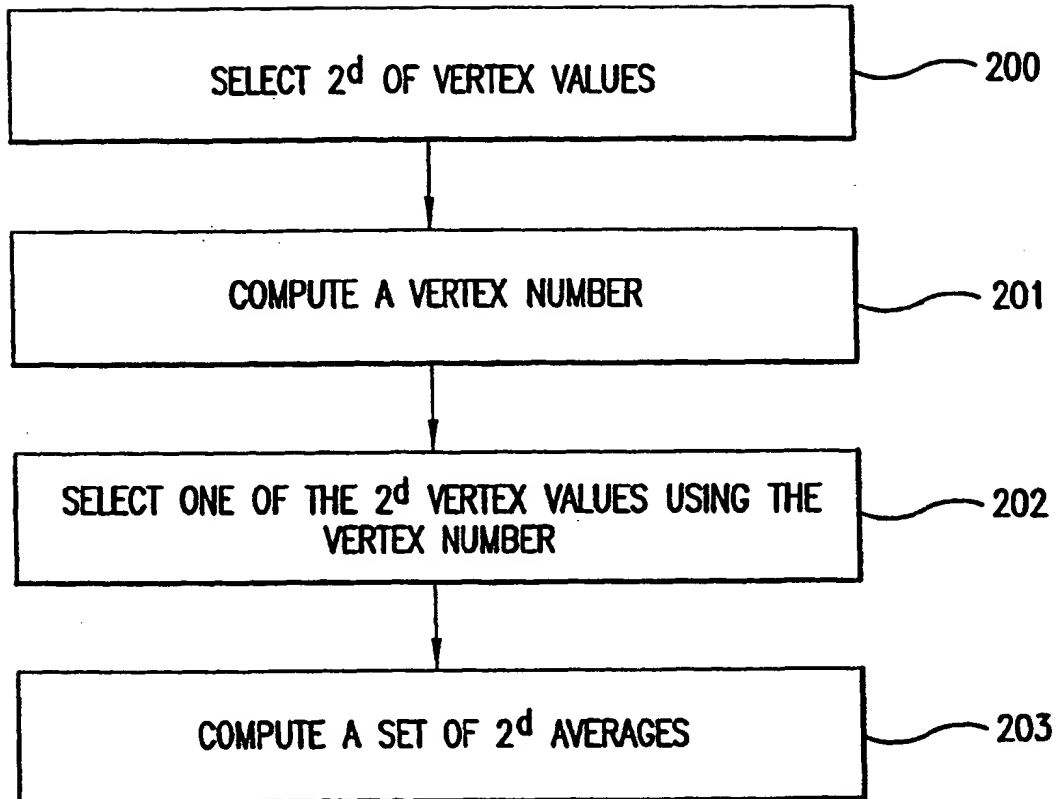 SELECT 2d OF VERTEX VALUES
200
COMPUTE A VERTEX NUMBER
201
SELECT ONE OF THE 2d VERTEX VALUES USING THE
VERTEX NUMBER
202
COMPUTE A SET OF 2d AVERAGES
203